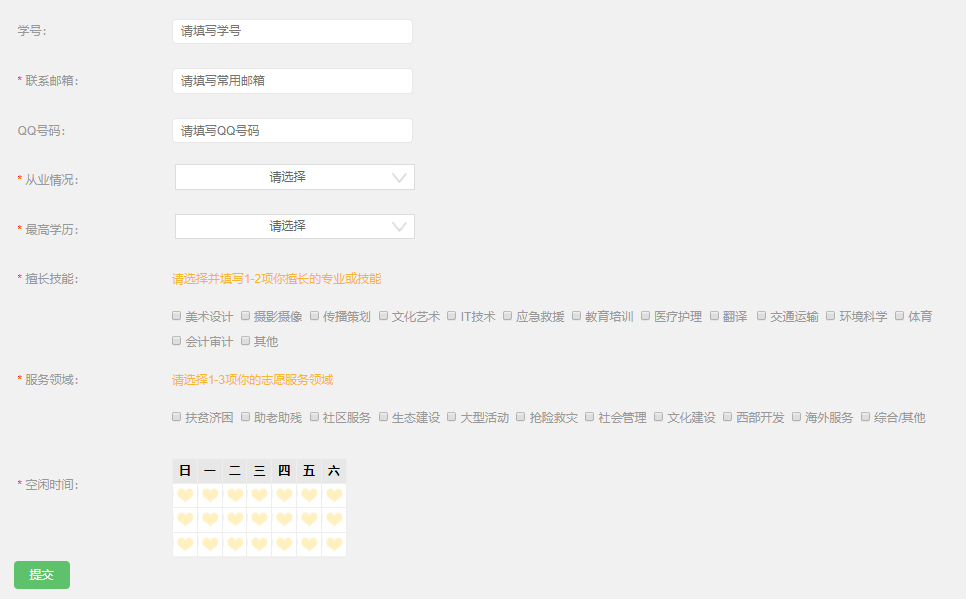 学号： 请填写学号
* 联系邮箱： 请填写常用邮箱
QQ号码： 请填写QQ号码
* 从业情况： 请选择
* 最高学历： 请选择
* 擅长技能： 请选择并填写1-2项你擅长的专业或技能
美术设计 摄影摄像 传播策划 文化艺术 IT技术 应急救援 教育培训 医疗护理 翻译 交通运输 环境科学 体育
会计审计 其他
* 服务领域： 请选择1-3项你的志愿服务领域
扶贫济困 助老助残 社区服务 生态建设 大型活动 抢险救灾 社会管理 文化建设 西部开发 海外服务 综合/其他
日 一 二 三 四 五 六
* 空闲时间：
提交